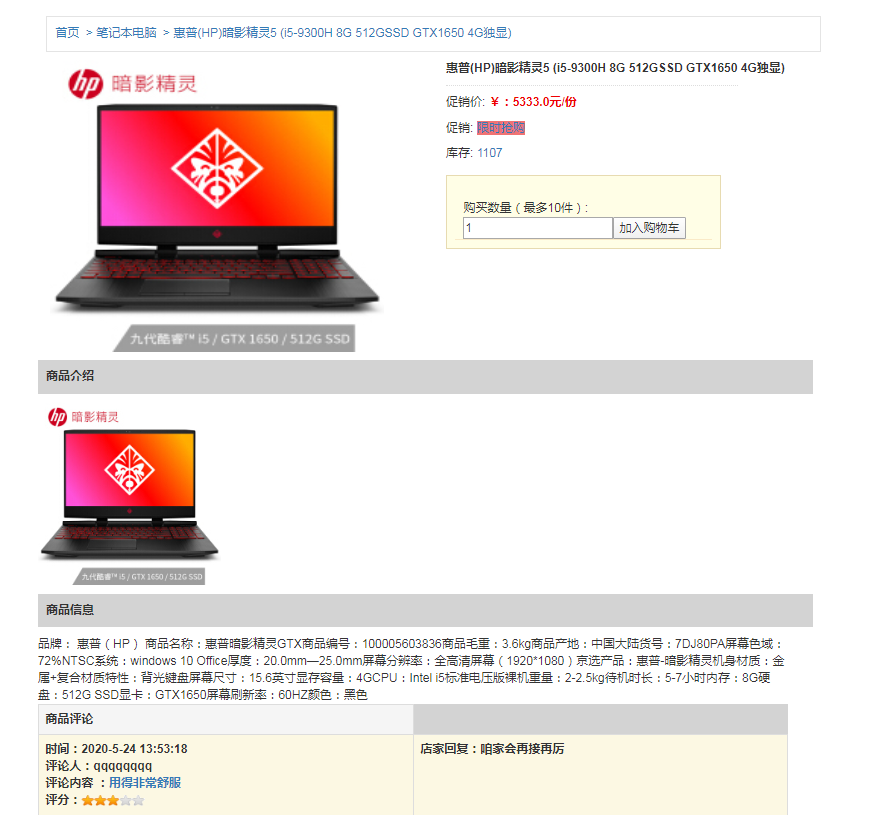 首页 > 笔记本电脑 > 惠普(HP)暗影精灵5 (i5-9300H 8G 512GSSD GTX1650 4G独显)
hp 暗影精灵
九代酷睿™ i5 / GTX 1650 / 512G SSD
惠普(HP)暗影精灵5 (i5-9300H 8G 512GSSD GTX1650 4G独显)
促销价: ￥：5333.0元/份
促销: 限时抢购
库存: 1107
购买数量（最多10件）:
1 加入购物车
商品介绍
hp 暗影精灵
九代酷睿™ i5 / GTX 1650 / 512G SSD
商品信息
品牌： 惠普（HP） 商品名称：惠普暗影精灵GTX商品编号：100005603836商品毛重：3.6kg商品产地：中国大陆货号：7DJ80PA屏幕色域：
72%NTSC系统：windows 10 Office厚度：20.0mm—25.0mm屏幕分辨率：全高清屏幕（1920*1080）京选产品：惠普-暗影精灵机身材质：金
属+复合材质特性：背光键盘屏幕尺寸：15.6英寸显存容量：4GCPU：Intel i5标准电压版裸机重量：2-2.5kg待机时长：5-7小时内存：8G硬
盘：512G SSD显卡：GTX1650屏幕刷新率：60HZ颜色：黑色
商品评论
时间：2020-5-24 13:53:18
评论人：qqqqqqqq
评论内容 ：用得非常舒服
评分：
店家回复：咱家会再接再厉